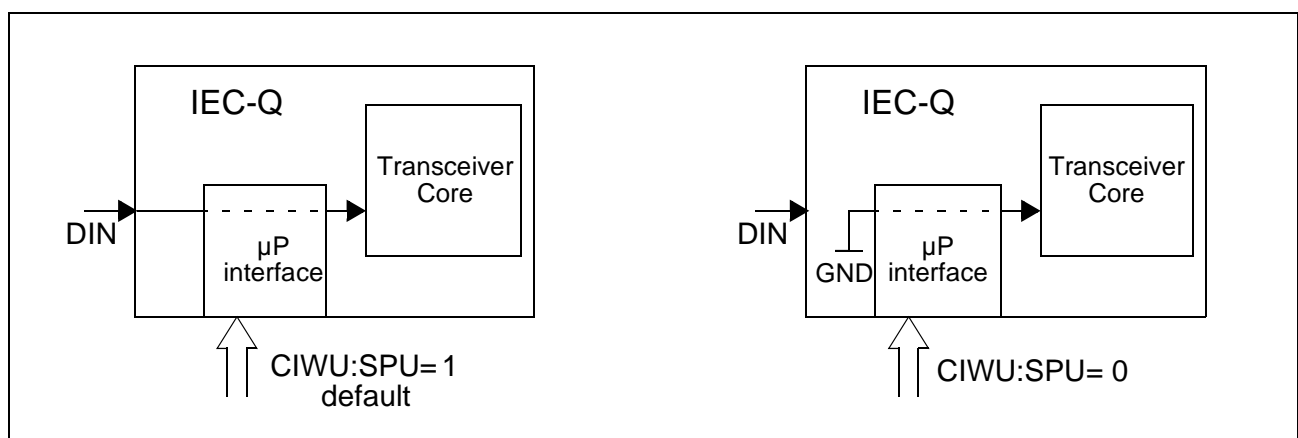 IEC-Q
Transceiver
Core
DIN
µP
interface
CIWU:SPU= 1
default
IEC-Q
Transceiver
Core
DIN
GND
µP
interface
CIWU:SPU= 0